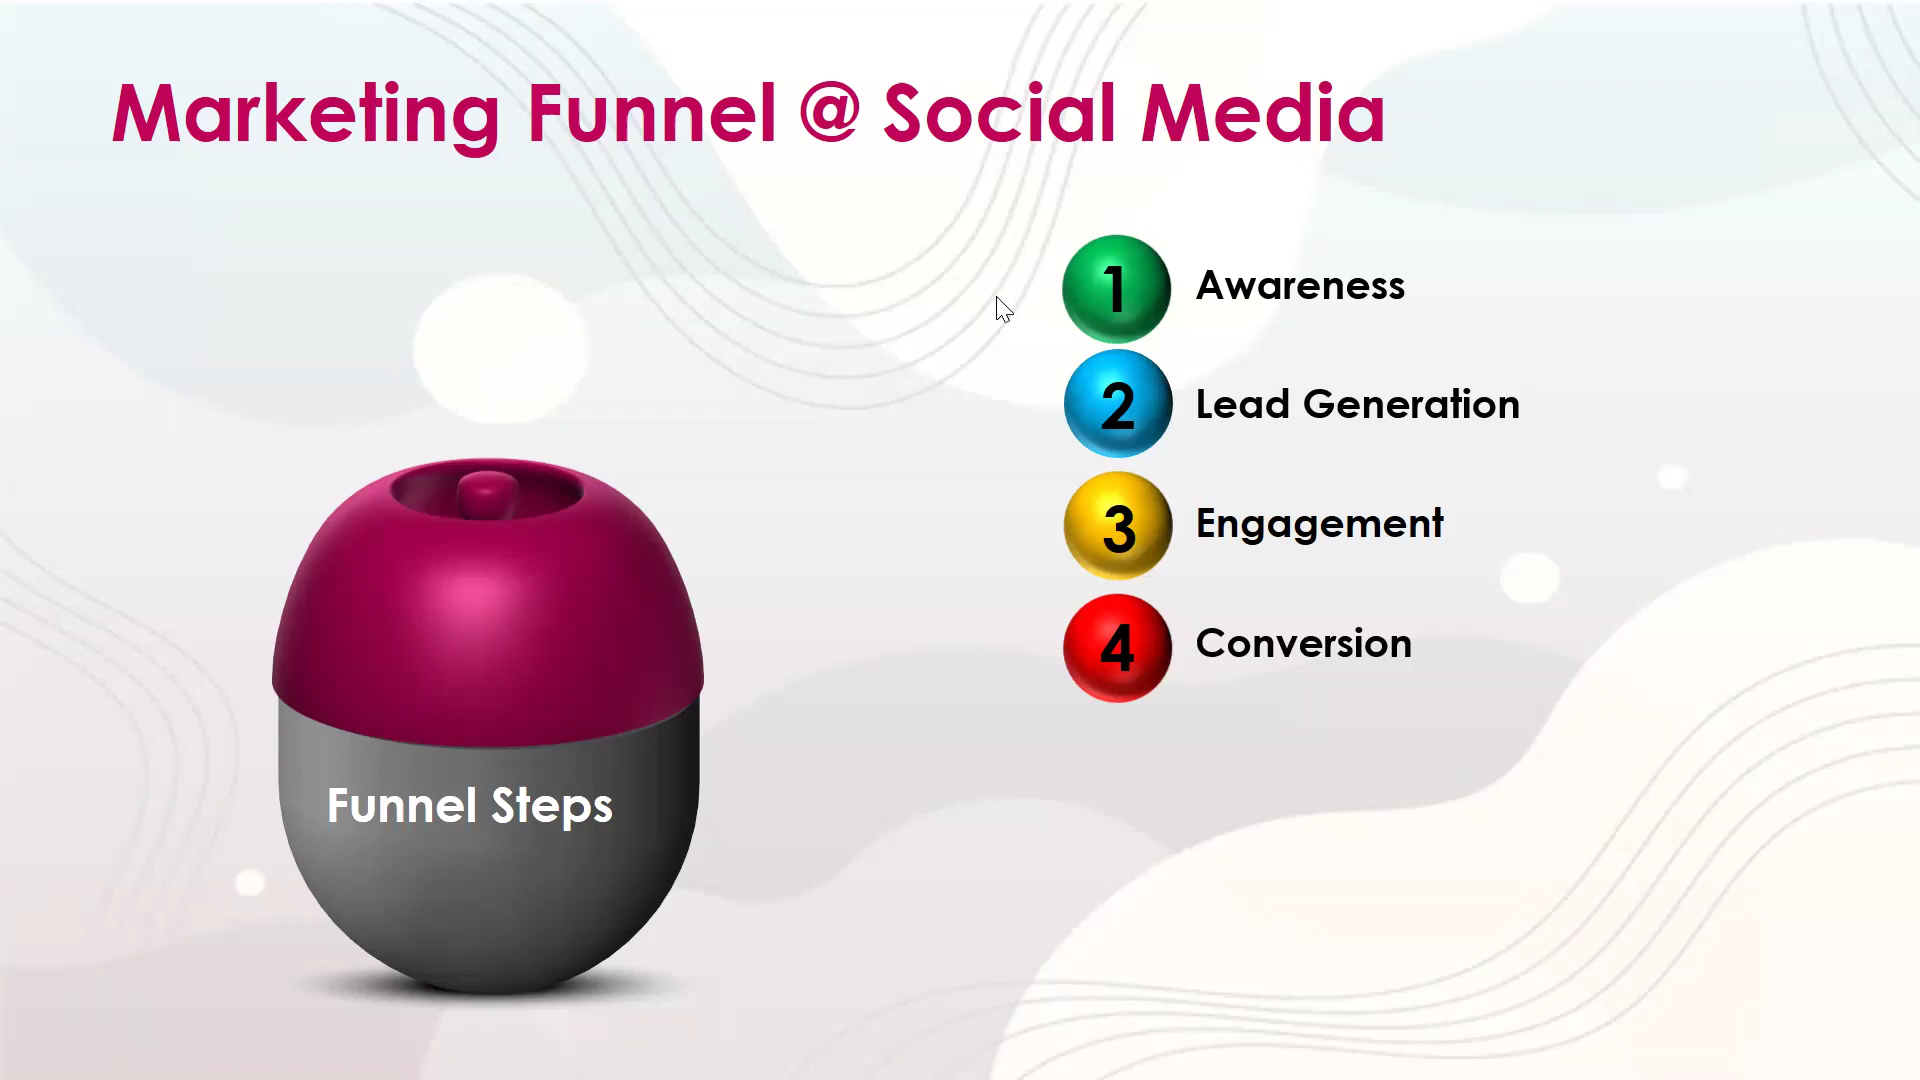 Marketing Funnel @ Social Media
1 Awareness
2 Lead Generation
3 Engagement
4 Conversion
Funnel Steps